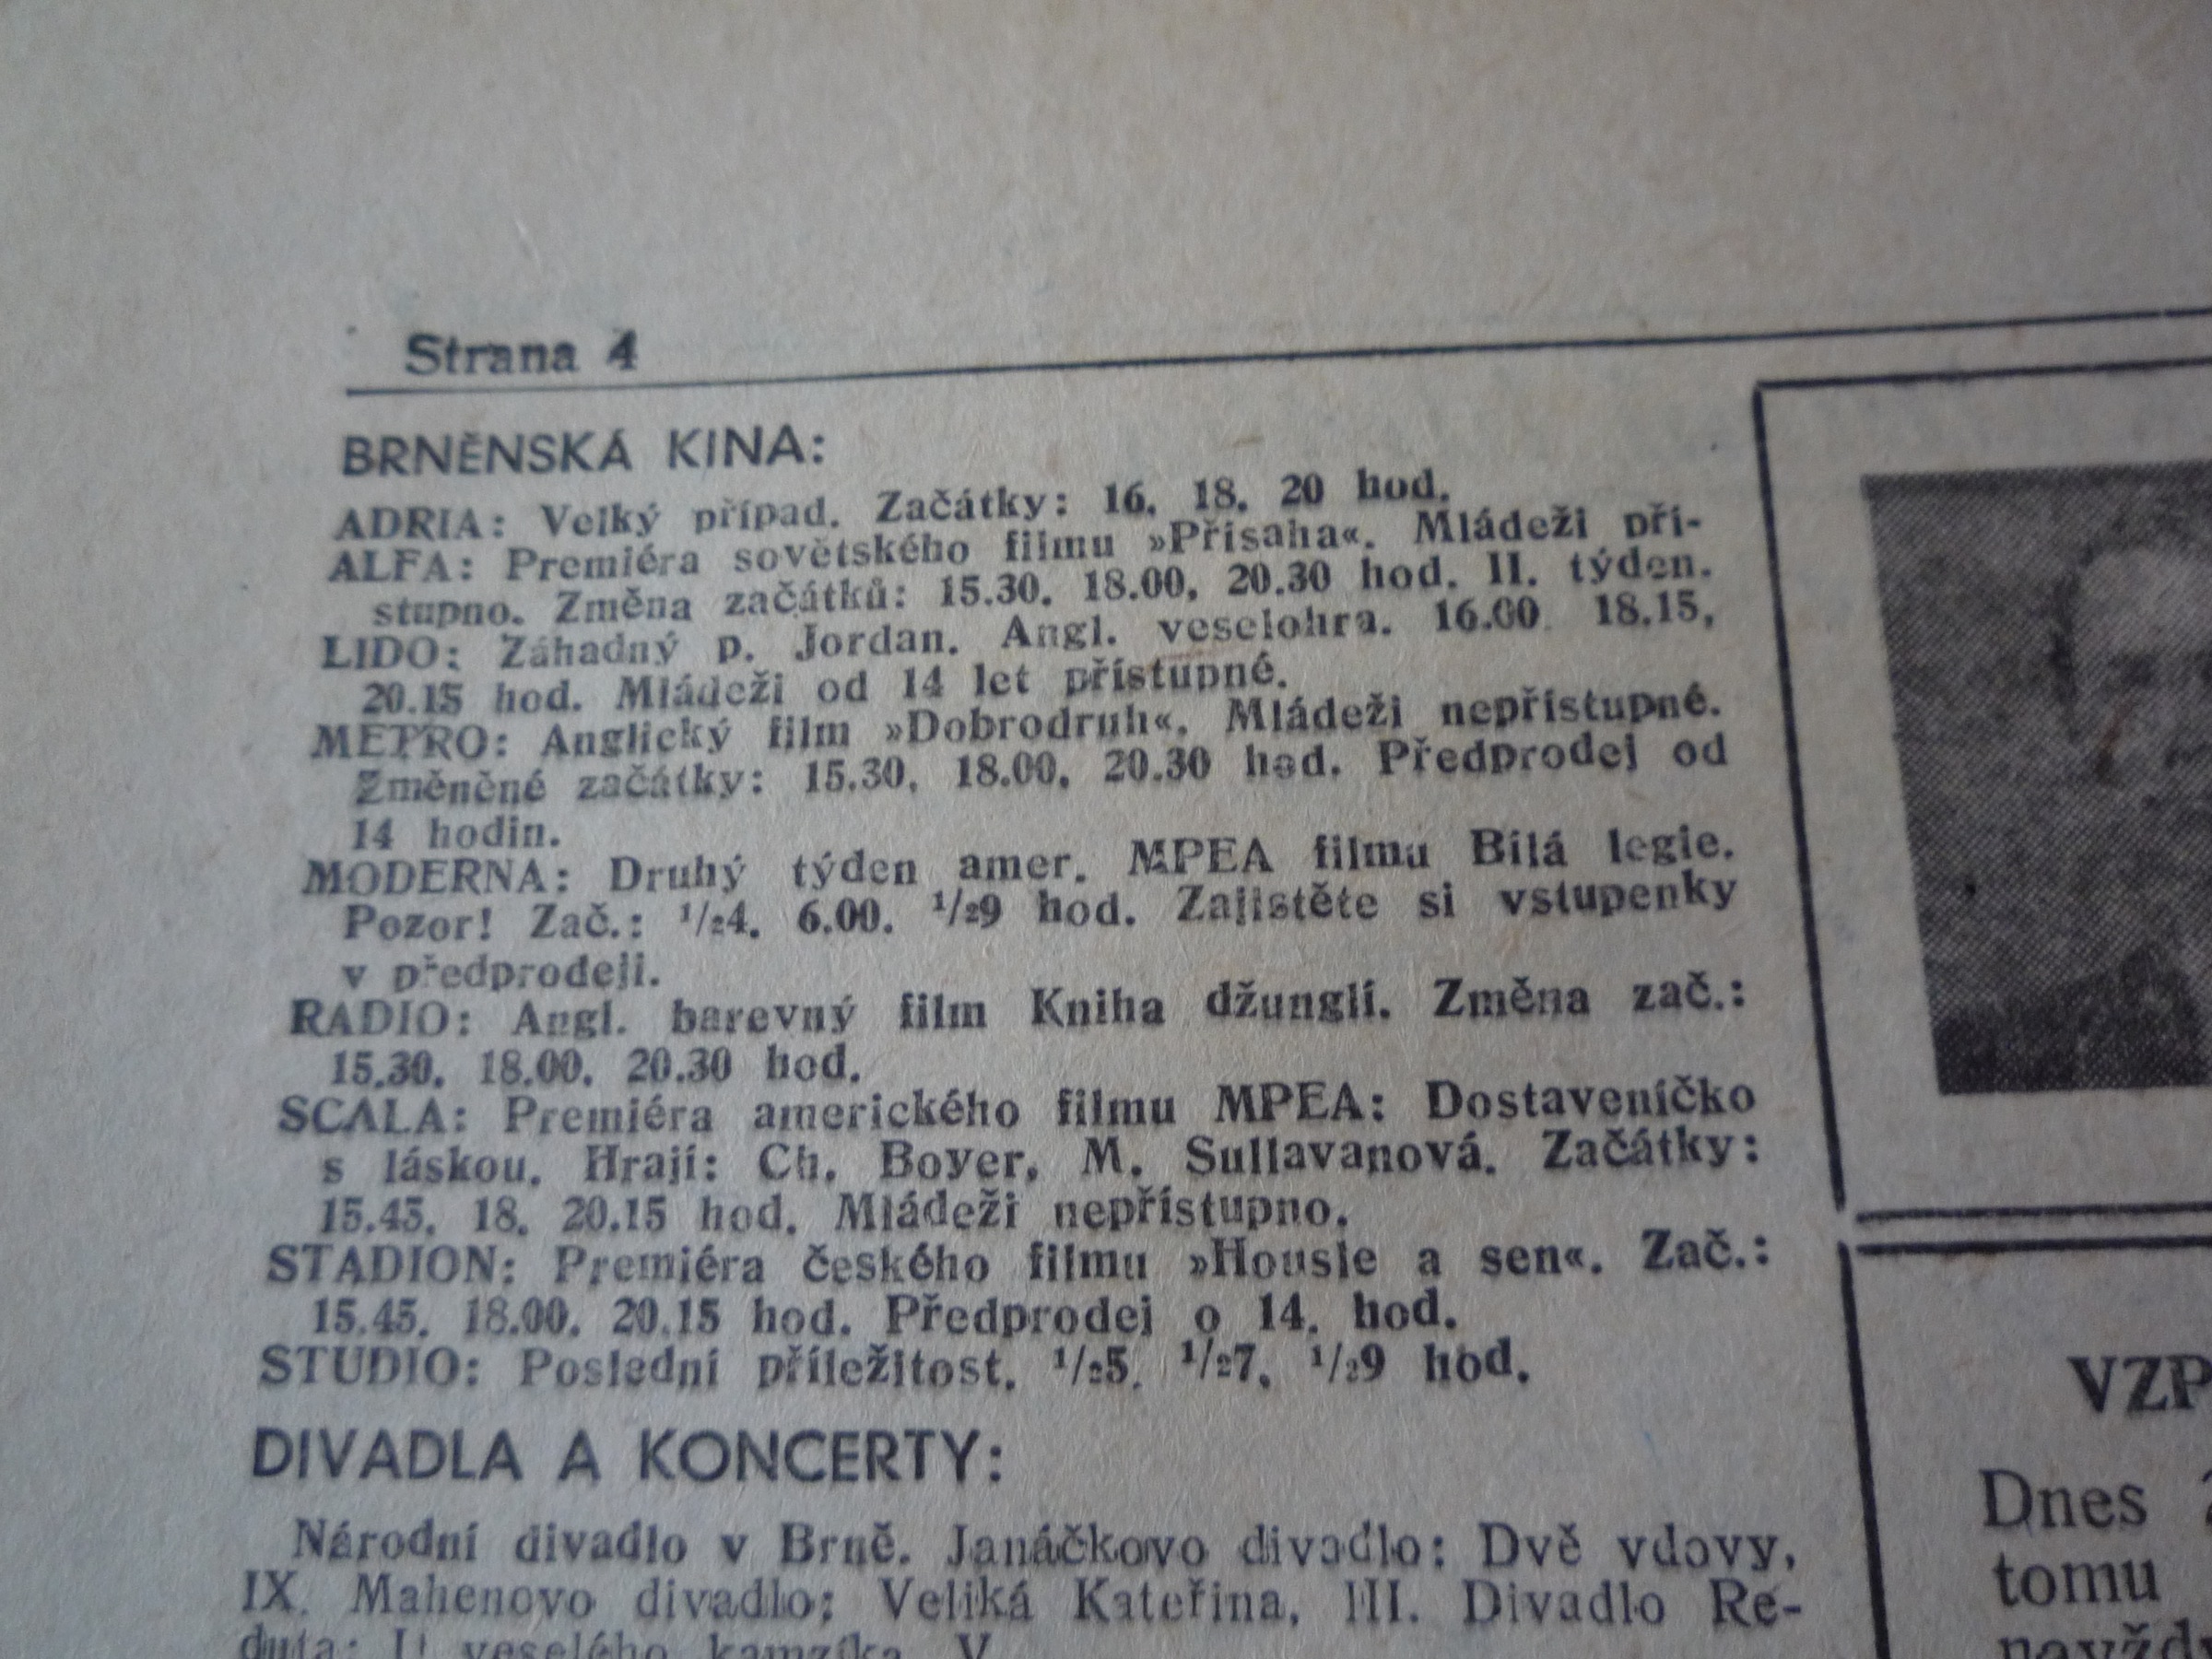 Strana 4
BRNĚNSKÁ KINA:
ADRIA: Velký případ. Začátky: 16. 18. 20 hod.
ALFA: Premiéra sovětského filmu »Přísaha«. Mládeži pří-
stupno. Změna začátků: 15.30. 18.00, 20.30 hod. II. týden.
LIDO: Záhadný p. Jordan. Angl. veselohra. 16.00 18.15,
20.15 hod. Mládeži od 14 let přístupné.
METRO: Anglický film »Dobrodruh«. Mládeži nepřístupné.
Změněné začátky: 15.30, 18.00, 20.30 hod. Předprodej od
14 hodin.
MODERNA: Druhý týden amer. MPEA filmu Bílá legie.
Pozor! Zač.: 1/24. 6.00. 1/29 hod. Zajistěte si vstupenky
v předprodeji.
RADIO: Angl. barevný film Kniha džunglí. Změna zač.:
15.30. 18.00. 20.30 hod.
SCALA: Premiéra amerického filmu MPEA: Dostaveníčko
s láskou. Hrají: Ch. Boyer, M. Sullavanová. Začátky:
15.45. 18. 20.15 hod. Mládeži nepřístupno.
STADION: Premiéra českého filmu »Housle a sen«. Zač.:
15.45. 18.00. 20.15 hod. Předprodej o 14. hod.
STUDIO: Poslední příležitost. 1/25. 1/27. 1/29 hod.
DIVADLA A KONCERTY:
Národní divadlo v Brně. Janáčkovo divadlo: Dvě vdovy,
IX. Mahenovo divadlo: Veliká Kateřina, III. Divadlo Re-
duta: U veselého kamzíka, V
VZP
Dnes 2
tomu
navžd